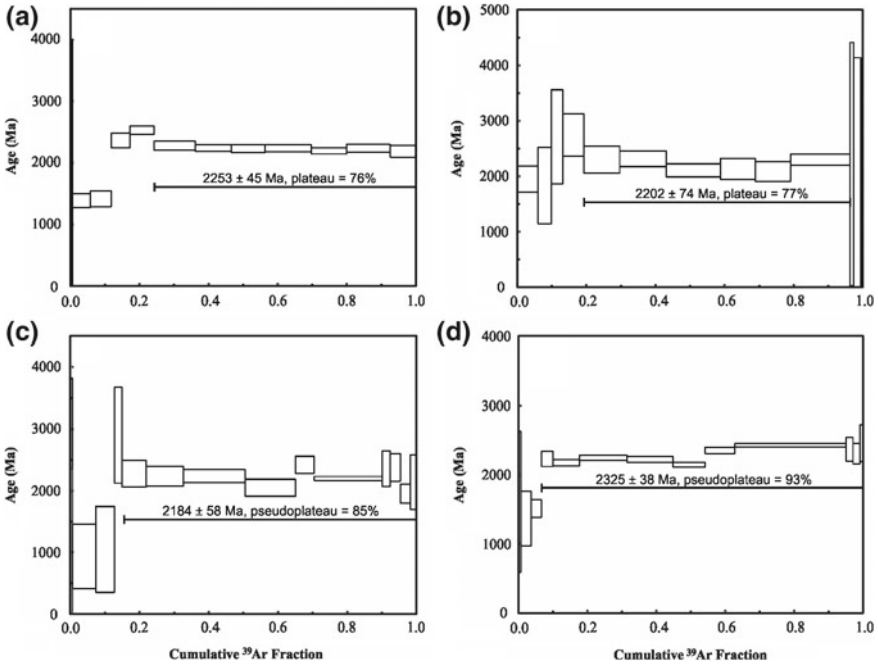 (a)
4000
3000
2000
1000
0
Age (Ma)
2253 ± 45 Ma, plateau = 76%
0.0 0.2 0.4 0.6 0.8 1.0
(b)
5000
4000
3000
2000
1000
0
Age (Ma)
2202 ± 74 Ma, plateau = 77%
0.0 0.2 0.4 0.6 0.8 1.0
(c)
4000
3000
2000
1000
0
Age (Ma)
2184 ± 58 Ma, pseudoplateau = 85%
0.0 0.2 0.4 0.6 0.8 1.0
Cumulative ³⁹Ar Fraction
(d)
4000
3000
2000
1000
0
Age (Ma)
2325 ± 38 Ma, pseudoplateau = 93%
0.0 0.2 0.4 0.6 0.8 1.0
Cumulative ³⁹Ar Fraction